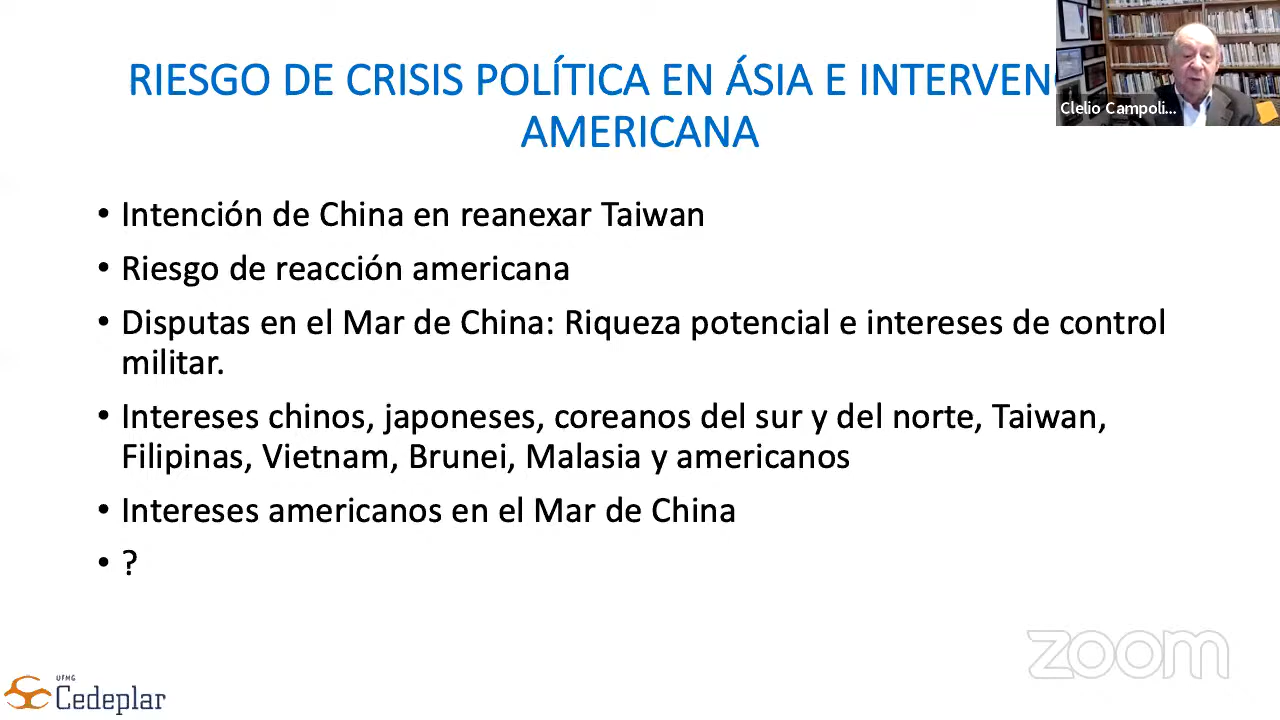 RIESGO DE CRISIS POLÍTICA EN ÁSIA E INTERVEN
AMERICANA
Clelio Campoli...
• Intención de China en reanexar Taiwan
• Riesgo de reacción americana
• Disputas en el Mar de China: Riqueza potencial e intereses de control
militar.
• Intereses chinos, japoneses, coreanos del sur y del norte, Taiwan,
Filipinas, Vietnam, Brunei, Malasia y americanos
• Intereses americanos en el Mar de China
• ?
zoom
UFMG
Cedeplar